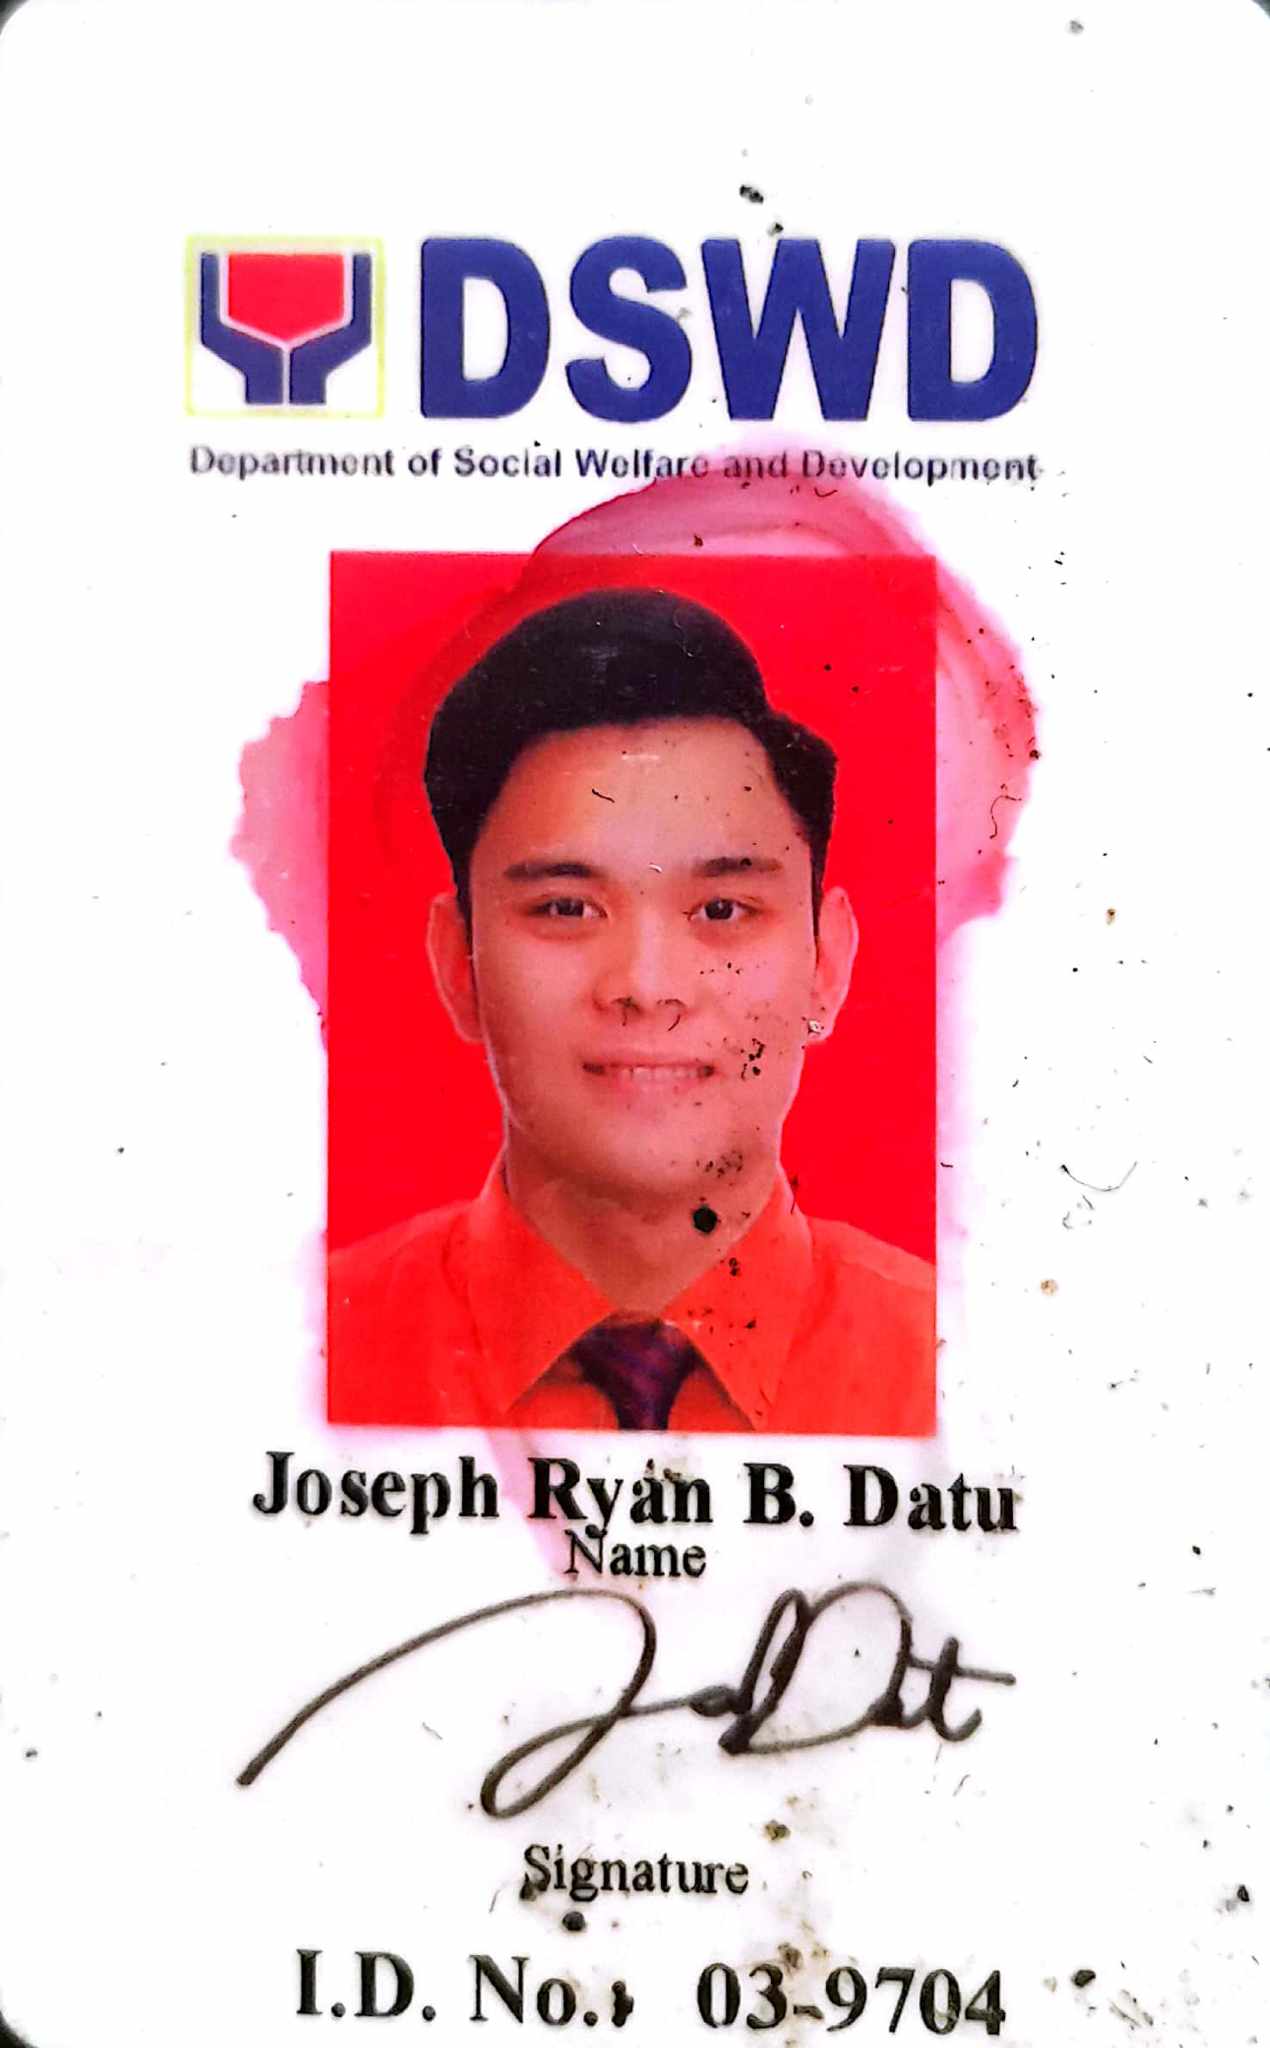 DSWD
Department of Social Welfare and Development
Joseph Ryan B. Datu
Name
Signature
I.D. No.: 03-9704